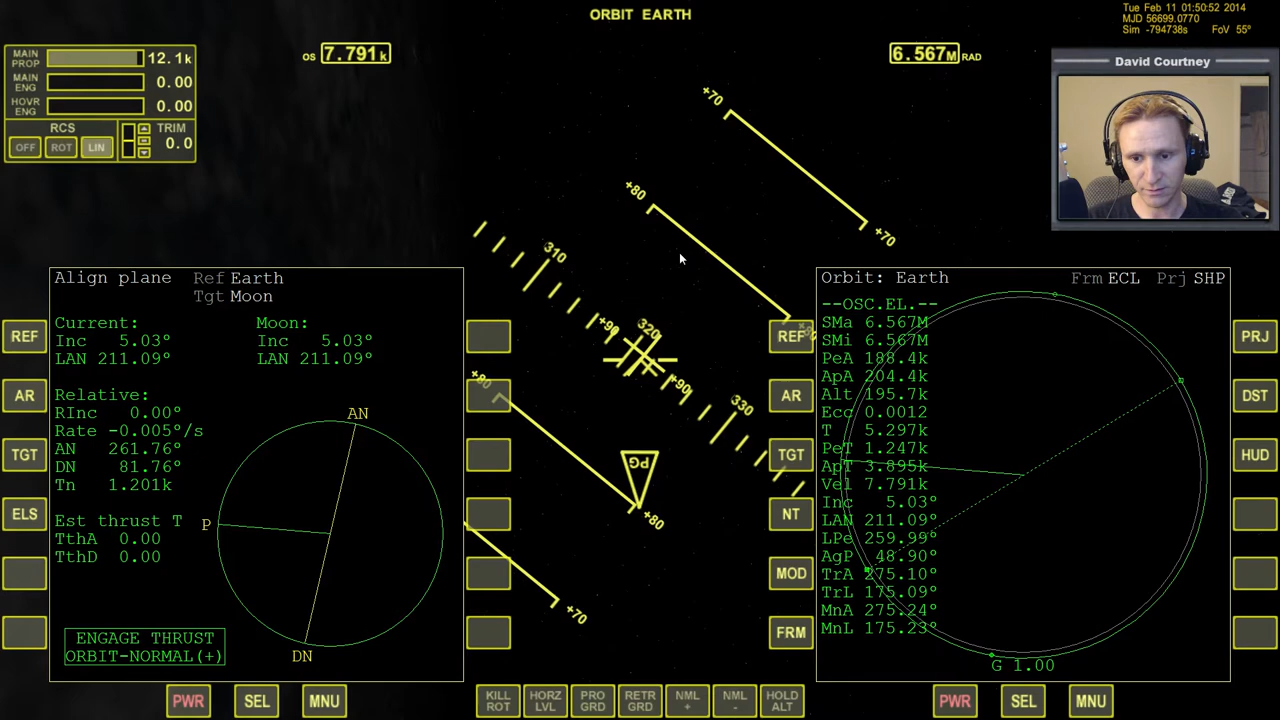 ORBIT EARTH
Tue Feb 11 01:50:52 2014
MJD 56699.0770
Sim -794738s FoV 55°
OS 7.791k
6.567M RAD
MAIN PROP 12.1k
MAIN ENG 0.00
HOVR ENG 0.00
RCS TRIM
OFF ROT LIN 0.0
David Courtney
+70
+70
+80
310
320
+90
+90
330
+80
+80
+70
PG
Align plane Ref Earth
Tgt Moon
Current: Moon:
Inc 5.03° Inc 5.03°
LAN 211.09° LAN 211.09°
Relative:
RInc 0.00°
Rate -0.005°/s
AN 261.76°
DN 81.76°
Tn 1.201k
Est thrust T
TthA 0.00
TthD 0.00
ENGAGE THRUST
ORBIT-NORMAL(+)
AN
P
DN
REF
AR
TGT
ELS
PWR SEL MNU
KILL ROT
HORZ LVL
PRO GRD
RETR GRD
NML +
NML -
HOLD ALT
Orbit: Earth Frm ECL Prj SHP
--OSC.EL.--
SMa 6.567M
SMi 6.567M
PeA 188.4k
ApA 204.4k
Alt 195.7k
Ecc 0.0012
T 5.297k
PeT 1.247k
ApT 3.895k
Vel 7.791k
Inc 5.03°
LAN 211.09°
LPe 259.99°
AgP 48.90°
TrA 275.10°
TrL 175.09°
MnA 275.24°
MnL 175.23°
G 1.00
REF
AR
TGT
NT
MOD
FRM
PRJ
DST
HUD
PWR SEL MNU